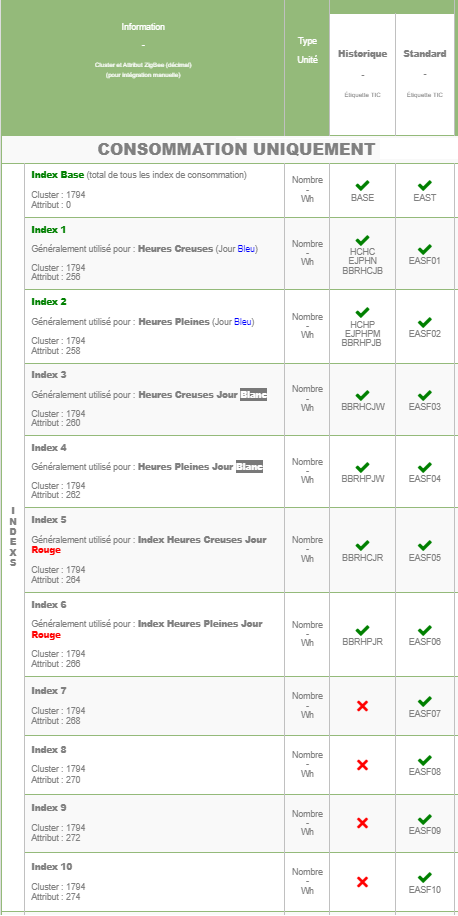 Information
-
Cluster et Attribut ZigBee (décimal)
(pour intégration manuelle)
Type
-
Unité
Historique
-
Étiquette TIC
Standard
-
Étiquette TIC
CONSOMMATION UNIQUEMENT
INDEXS
Index Base (total de tous les index de consommation)
Cluster : 1794
Attribut : 0
Nombre
-
Wh
BASE
EAST
Index 1
Généralement utilisé pour : Heures Creuses (Jour Bleu)
Cluster : 1794
Attribut : 256
Nombre
-
Wh
HCHC
EJPHN
BBRHCJB
EASF01
Index 2
Généralement utilisé pour : Heures Pleines (Jour Bleu)
Cluster : 1794
Attribut : 258
Nombre
-
Wh
HCHP
EJPHPM
BBRHPJB
EASF02
Index 3
Généralement utilisé pour : Heures Creuses Jour Blanc
Cluster : 1794
Attribut : 260
Nombre
-
Wh
BBRHCJW
EASF03
Index 4
Généralement utilisé pour : Heures Pleines Jour Blanc
Cluster : 1794
Attribut : 262
Nombre
-
Wh
BBRHPJW
EASF04
Index 5
Généralement utilisé pour : Index Heures Creuses Jour
Rouge
Cluster : 1794
Attribut : 264
Nombre
-
Wh
BBRHCJR
EASF05
Index 6
Généralement utilisé pour : Index Heures Pleines Jour
Rouge
Cluster : 1794
Attribut : 266
Nombre
-
Wh
BBRHPJR
EASF06
Index 7
Cluster : 1794
Attribut : 268
Nombre
-
Wh
EASF07
Index 8
Cluster : 1794
Attribut : 270
Nombre
-
Wh
EASF08
Index 9
Cluster : 1794
Attribut : 272
Nombre
-
Wh
EASF09
Index 10
Cluster : 1794
Attribut : 274
Nombre
-
Wh
EASF10